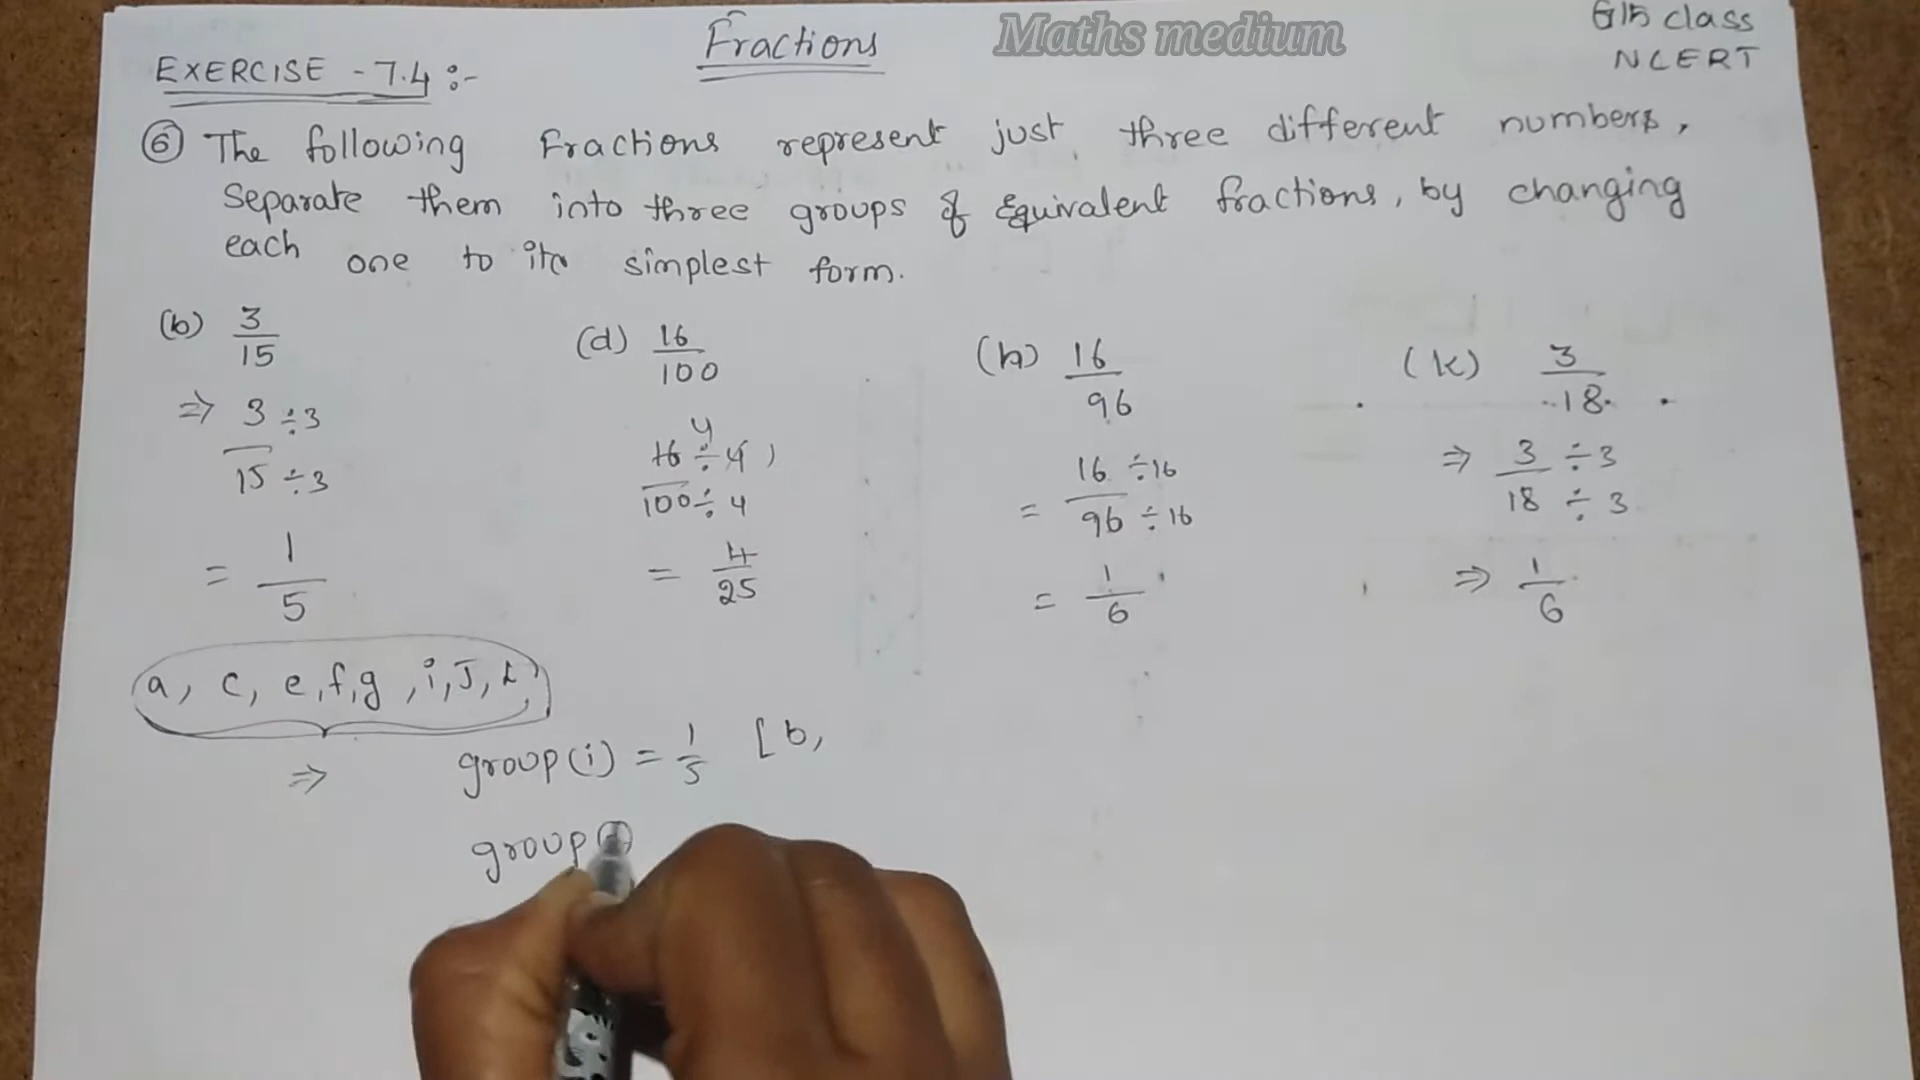 Fractions
Maths medium
6th class
NCERT
EXERCISE - 7.4 :-
⑥ The following Fractions represent just three different numbers,
separate them into three groups of Equivalent fractions, by changing
each one to its simplest form.
(b) 3/15
(d) 16/100
(h) 16/96
(k) 3/18
⇒ 3 ÷3 / 15 ÷3
16 ÷ 4 / 100 ÷ 4
= 16 ÷16 / 96 ÷16
⇒ 3 ÷3 / 18 ÷ 3
= 1/5
= 4/25
= 1/6
⇒ 1/6
a, c, e, f, g, i, J, L
⇒ group (i) = 1/5 [b,
group